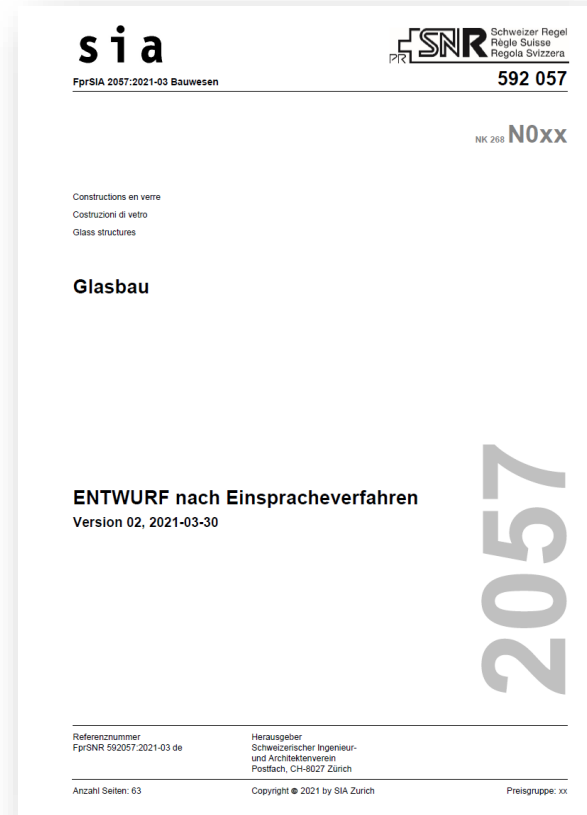 sia
PR SNR
Schweizer Regel
Règle Suisse
Regola Svizzera
FprSIA 2057:2021-03 Bauwesen
592 057
NK 268 N0xx
Constructions en verre
Costruzioni di vetro
Glass structures
Glasbau
ENTWURF nach Einspracheverfahren
Version 02, 2021-03-30
2057
Referenznummer
FprSNR 592057:2021-03 de
Herausgeber
Schweizerischer Ingenieur-
und Architektenverein
Postfach, CH-8027 Zürich
Anzahl Seiten: 63
Copyright © 2021 by SIA Zurich
Preisgruppe: xx